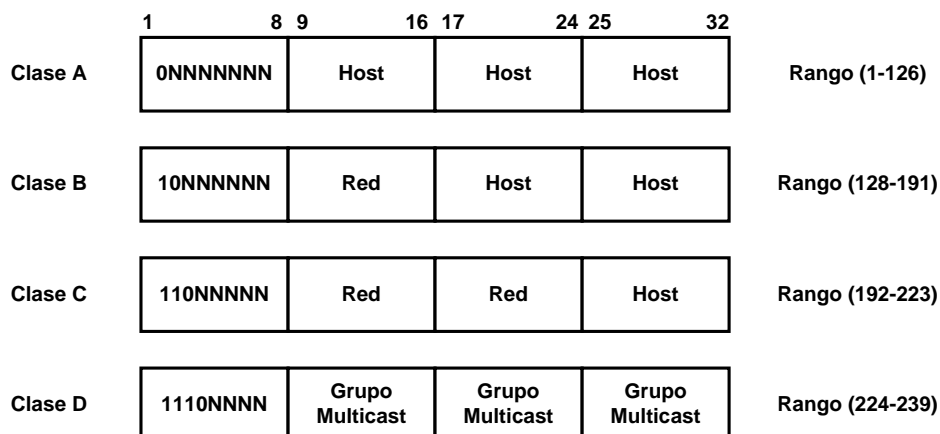 1 8 9 16 17 24 25 32
Clase A 0NNNNNNN Host Host Host Rango (1-126)
Clase B 10NNNNNN Red Host Host Rango (128-191)
Clase C 110NNNNN Red Red Host Rango (192-223)
Clase D 1110NNNN Grupo Multicast Grupo Multicast Grupo Multicast Rango (224-239)